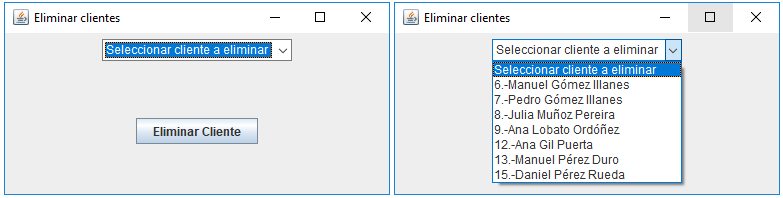 Eliminar clientes
Seleccionar cliente a eliminar
Eliminar Cliente
Eliminar clientes
Seleccionar cliente a eliminar
Seleccionar cliente a eliminar
6.-Manuel Gómez Illanes
7.-Pedro Gómez Illanes
8.-Julia Muñoz Pereira
9.-Ana Lobato Ordóñez
12.-Ana Gil Puerta
13.-Manuel Pérez Duro
15.-Daniel Pérez Rueda